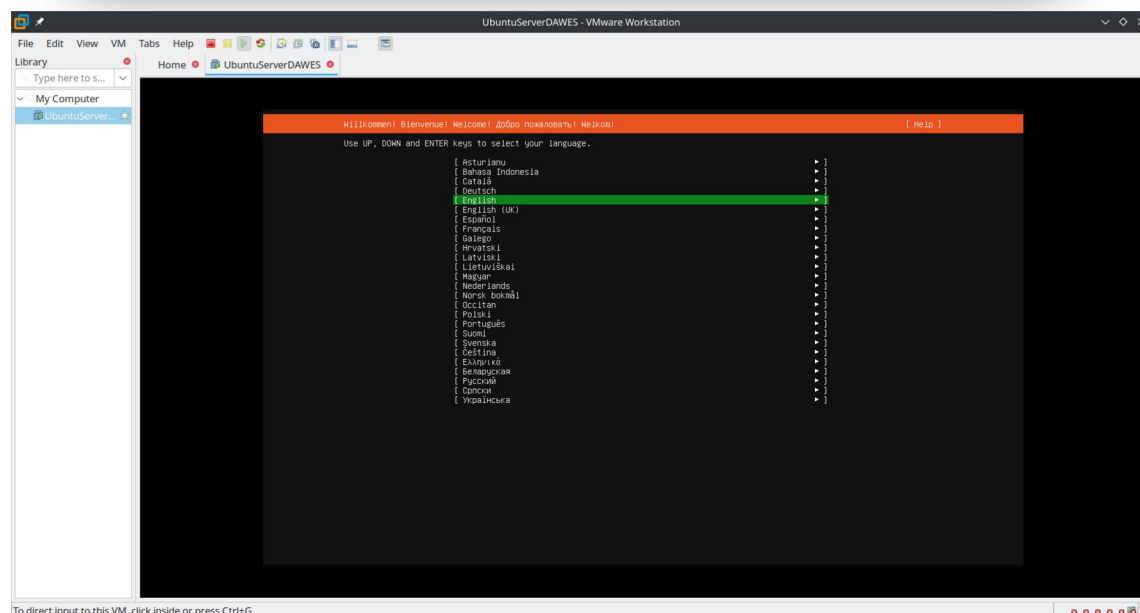 UbuntuServerDAWES - VMware Workstation
File Edit View VM Tabs Help
Library
Home UbuntuServerDAWES
Type here to s...
My Computer
UbuntuServer...
Willkommen! Bienvenue! Welcome! Добро пожаловать! Welkom! [ Help ]
Use UP, DOWN and ENTER keys to select your language.
[ Asturianu ► ]
[ Bahasa Indonesia ► ]
[ Català ► ]
[ Deutsch ► ]
[ English ► ]
[ English (UK) ► ]
[ Español ► ]
[ Français ► ]
[ Galego ► ]
[ Hrvatski ► ]
[ Latviski ► ]
[ Lietuviškai ► ]
[ Magyar ► ]
[ Nederlands ► ]
[ Norsk bokmål ► ]
[ Occitan ► ]
[ Polski ► ]
[ Português ► ]
[ Suomi ► ]
[ Svenska ► ]
[ Čeština ► ]
[ Ελληνικά ► ]
[ Беларуская ► ]
[ Русский ► ]
[ Српски ► ]
[ Українська ► ]
To direct input to this VM, click inside or press Ctrl+G.